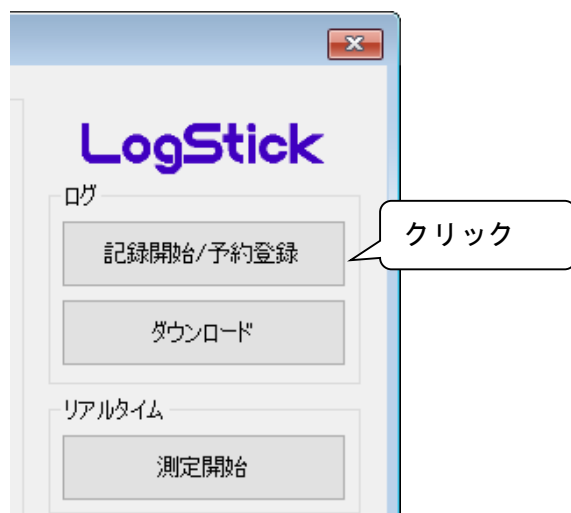 LogStick
ログ
記録開始/予約登録
クリック
ダウンロード
リアルタイム
測定開始